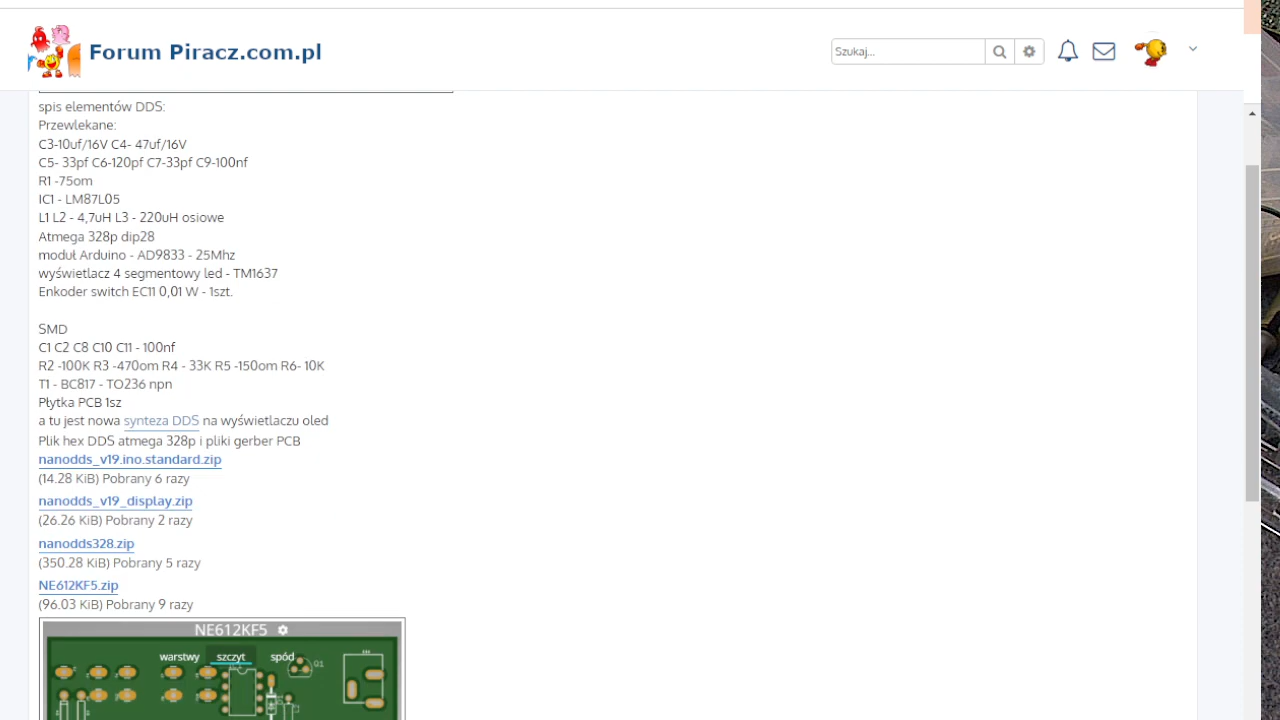 Forum Piracz.com.pl
Szukaj...
spis elementów DDS:
Przewlekane:
C3-10uf/16V C4- 47uf/16V
C5- 33pf C6-120pf C7-33pf C9-100nf
R1 -75om
IC1 - LM87L05
L1 L2 - 4,7uH L3 - 220uH osiowe
Atmega 328p dip28
moduł Arduino - AD9833 - 25Mhz
wyświetlacz 4 segmentowy led - TM1637
Enkoder switch EC11 0,01 W - 1szt.
SMD
C1 C2 C8 C10 C11 - 100nf
R2 -100K R3 -470om R4 - 33K R5 -150om R6- 10K
T1 - BC817 - TO236 npn
Płytka PCB 1sz
a tu jest nowa synteza DDS na wyświetlaczu oled
Plik hex DDS atmega 328p i pliki gerber PCB
nanodds_v19.ino.standard.zip
(14.28 KiB) Pobrany 6 razy
nanodds_v19_display.zip
(26.26 KiB) Pobrany 2 razy
nanodds328.zip
(350.28 KiB) Pobrany 5 razy
NE612KF5.zip
(96.03 KiB) Pobrany 9 razy
NE612KF5
warstwy szczyt spód
Q1